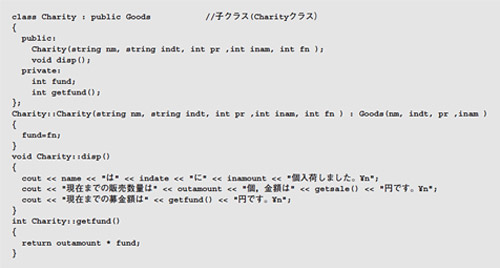 class Charity : public Goods //子クラス(Charityクラス)
{
public:
Charity(string nm, string indt, int pr ,int inam, int fn );
void disp();
private:
int fund;
int getfund();
};
Charity::Charity(string nm, string indt, int pr ,int inam, int fn ) : Goods(nm, indt, pr ,inam )
{
fund=fn;
}
void Charity::disp()
{
cout << name << "は" << indate << "に" << inamount << "個入荷しました。¥n";
cout << "現在までの販売数量は" << outamount << "個。金額は" << getsale() << "円です。¥n";
cout << "現在までの募金額は" << getfund() << "円です。¥n";
}
int Charity::getfund()
{
return outamount * fund;
}